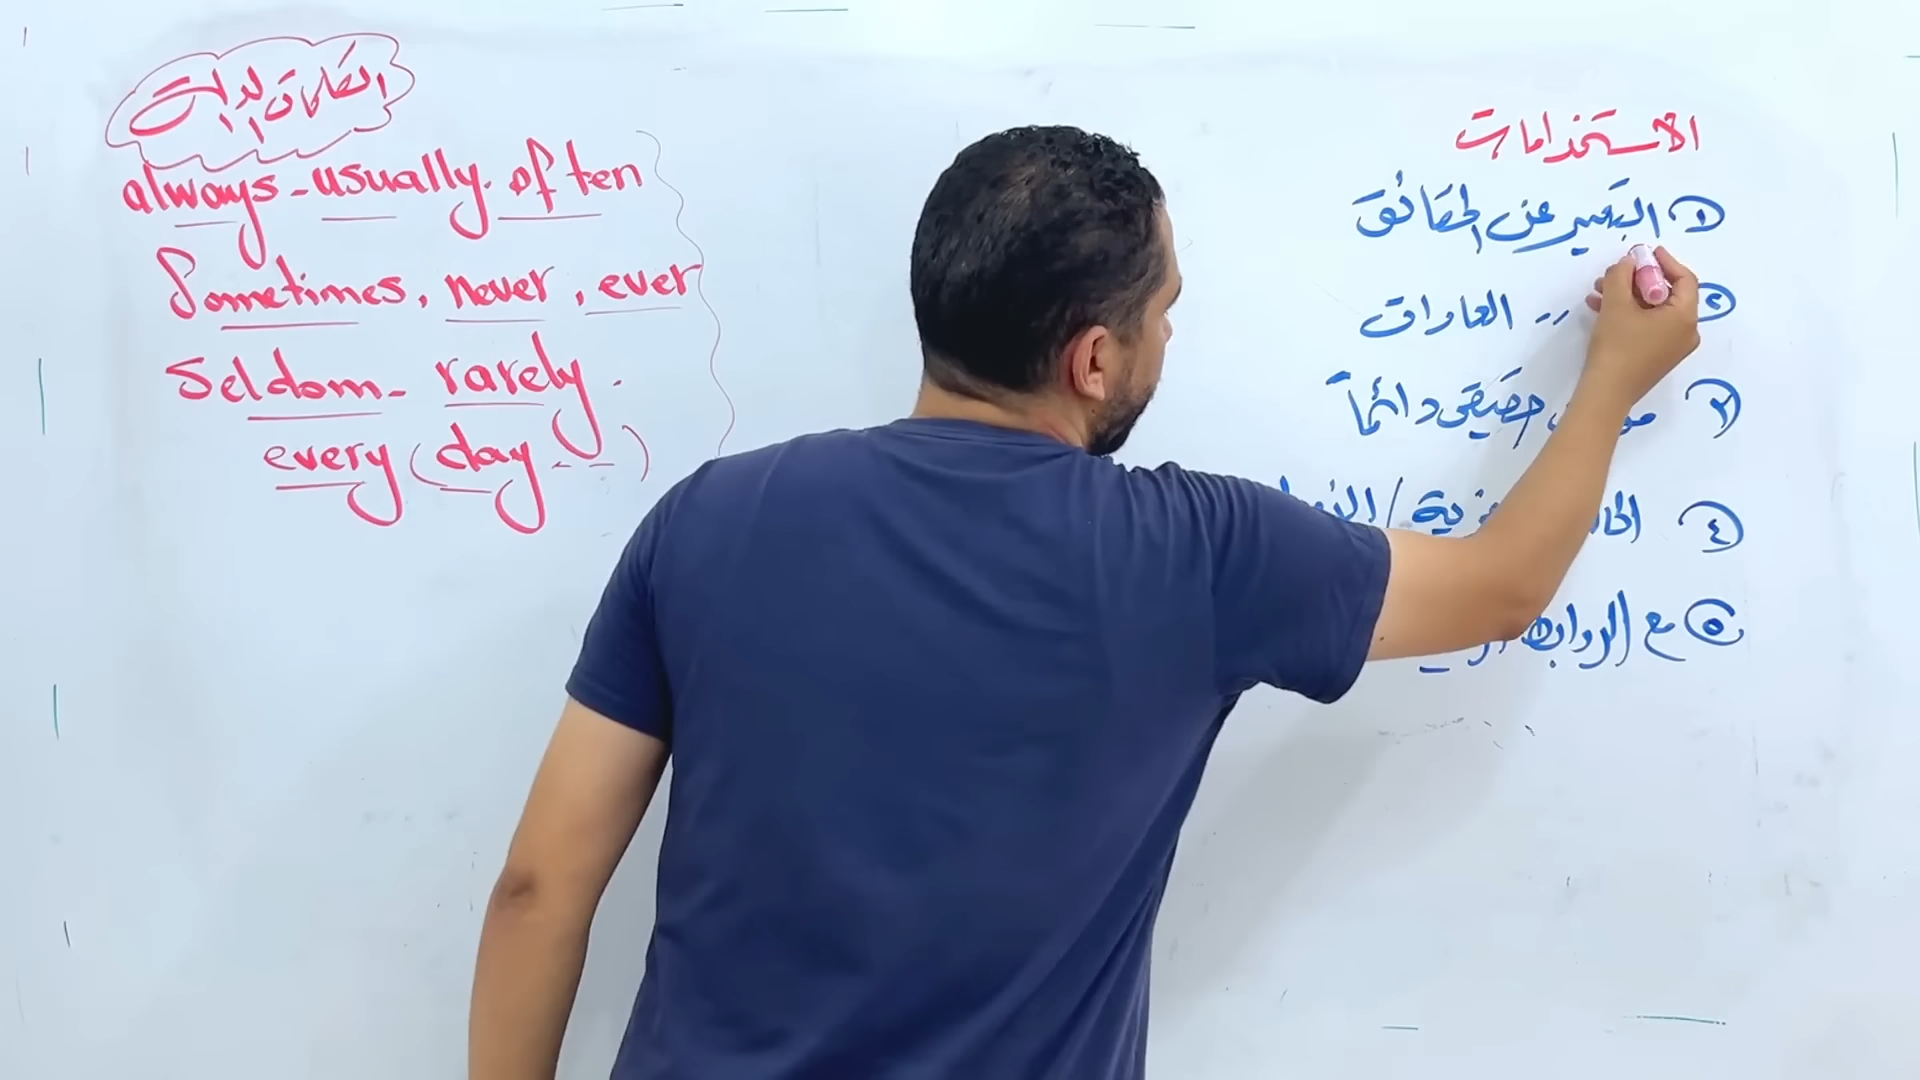 الكلمات الدالة
always - usually. often
Sometimes, never, ever
Seldom - rarely.
every (day - - )
الاستخدامات
١ التعبير عن الحقائق
٢ - - العادات
٣ حقيقي دائماً
٤
٥ مع الروابط